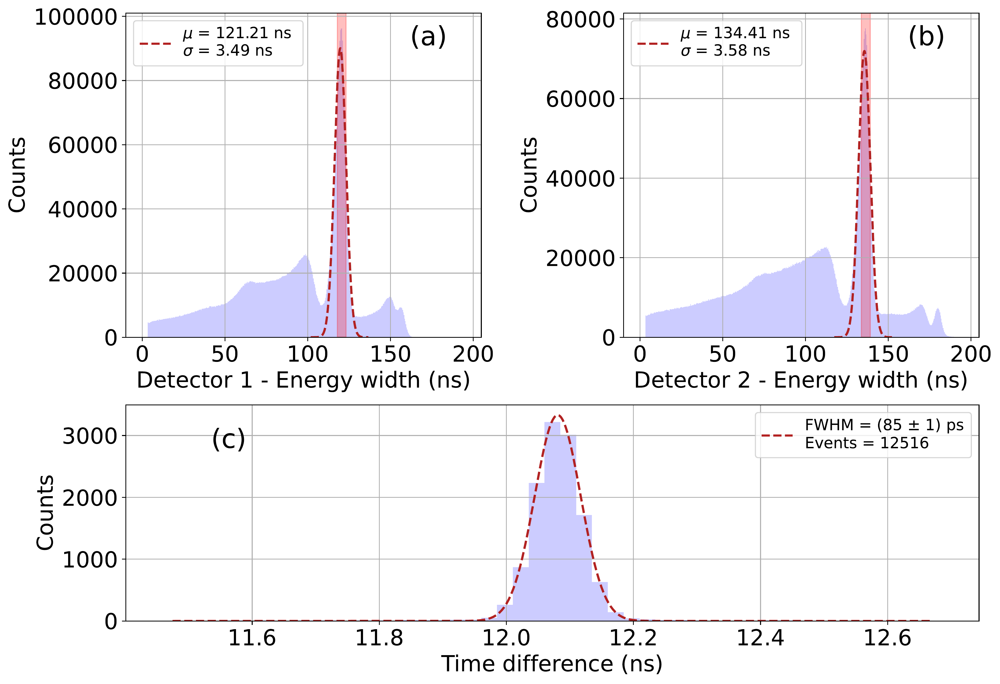 100000
80000
60000
40000
20000
0
Counts
μ = 121.21 ns
σ = 3.49 ns
(a)
0 50 100 150 200
Detector 1 - Energy width (ns)
80000
60000
40000
20000
0
Counts
μ = 134.41 ns
σ = 3.58 ns
(b)
0 50 100 150 200
Detector 2 - Energy width (ns)
3000
2000
1000
0
Counts
(c)
FWHM = (85 ± 1) ps
Events = 12516
11.6 11.8 12.0 12.2 12.4 12.6
Time difference (ns)